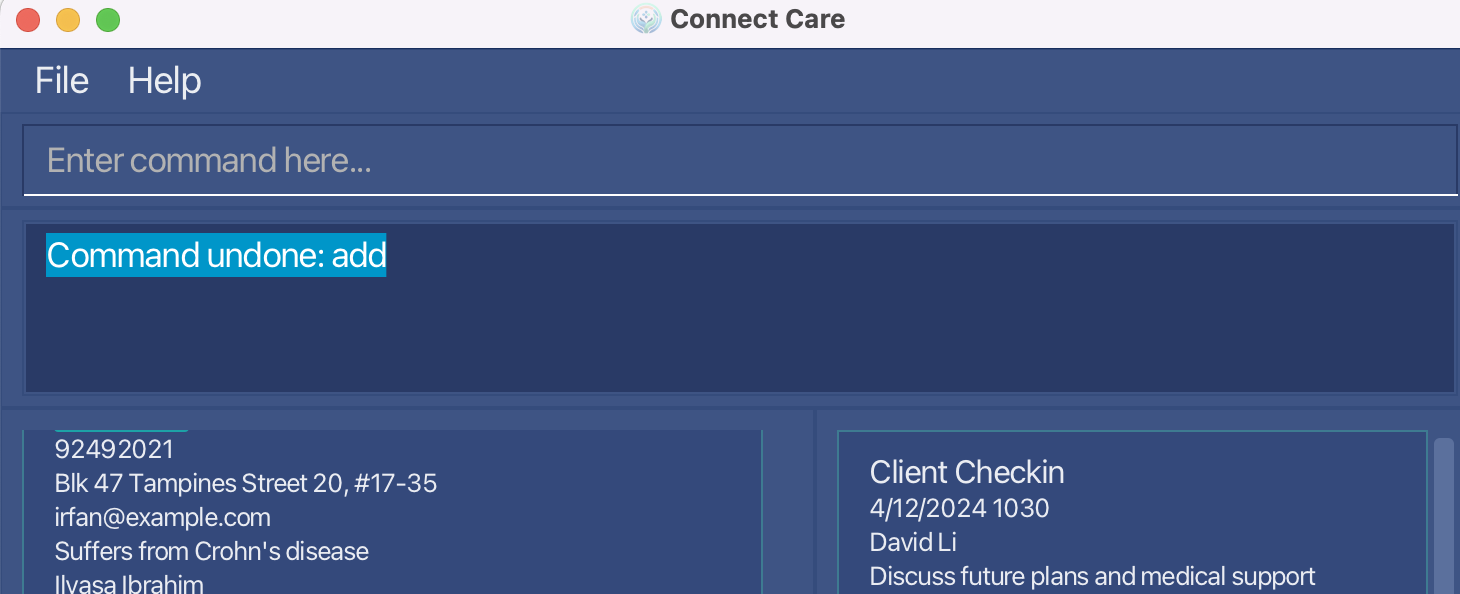 Connect Care
File Help
Enter command here...
Command undone: add
92492021
Blk 47 Tampines Street 20, #17-35
irfan@example.com
Suffers from Crohn's disease
Ilyasa Ibrahim
Client Checkin
4/12/2024 1030
David Li
Discuss future plans and medical support